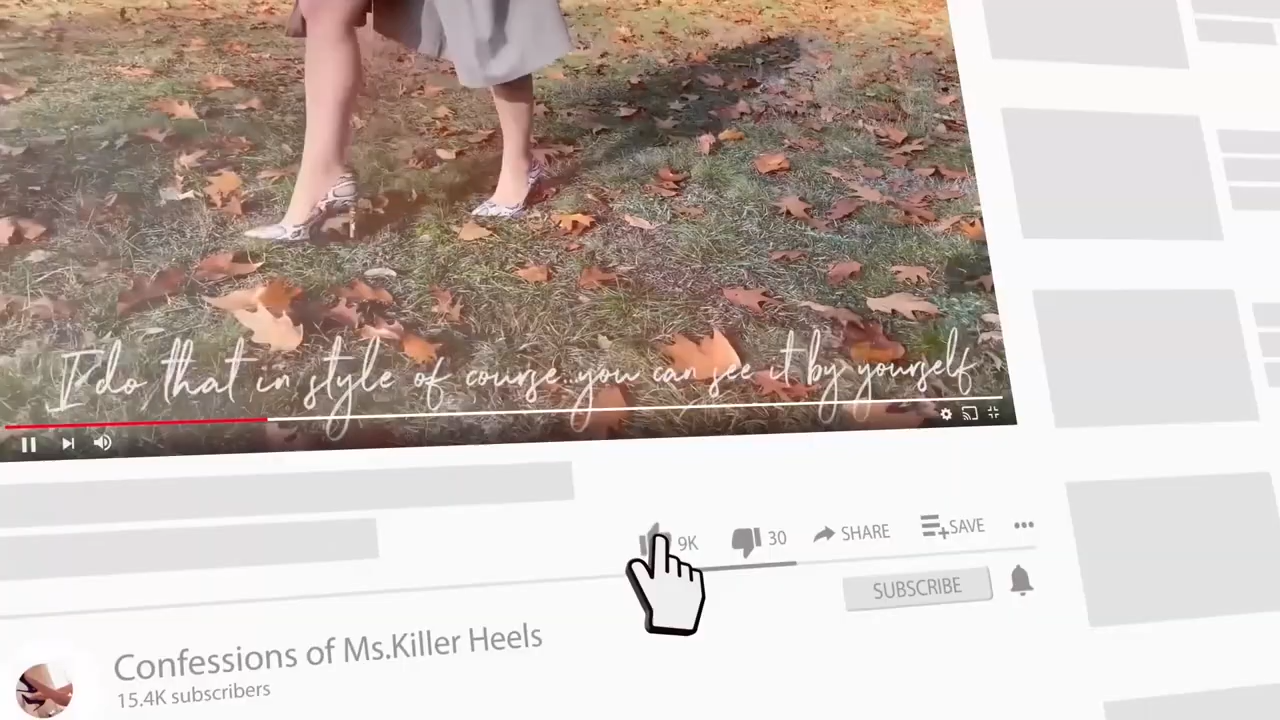 I do that in style of course...you can see it by yourself
9K 30 SHARE SAVE
SUBSCRIBE
Confessions of Ms.Killer Heels
15.4K subscribers